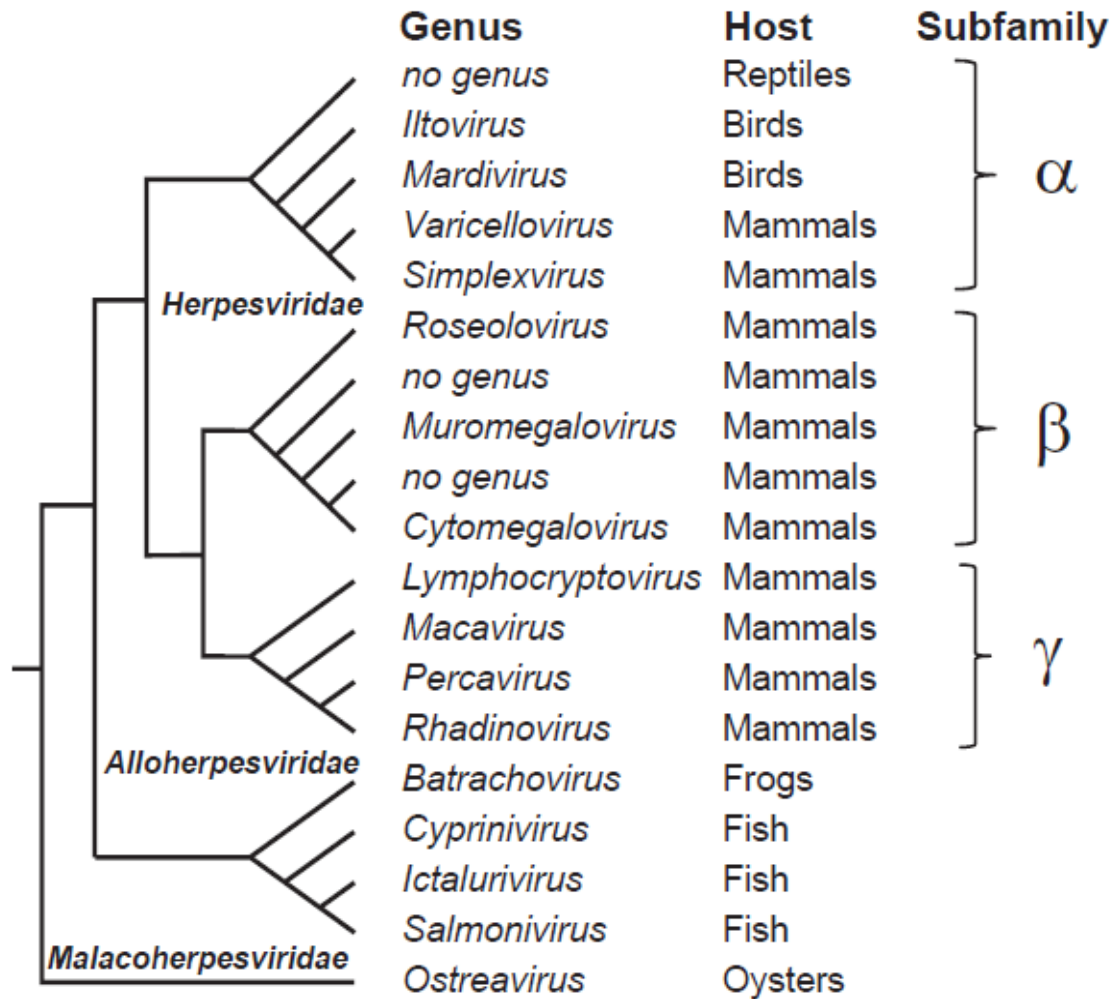 Genus Host Subfamily
no genus Reptiles
Iltovirus Birds
Mardivirus Birds
α
Varicellovirus Mammals
Simplexvirus Mammals
Herpesviridae
Roseolovirus Mammals
no genus Mammals
Muromegalovirus Mammals
β
no genus Mammals
Cytomegalovirus Mammals
Lymphocryptovirus Mammals
Macavirus Mammals
γ
Percavirus Mammals
Rhadinovirus Mammals
Alloherpesviridae
Batrachovirus Frogs
Cyprinivirus Fish
Ictalurivirus Fish
Salmonivirus Fish
Malacoherpesviridae
Ostreavirus Oysters